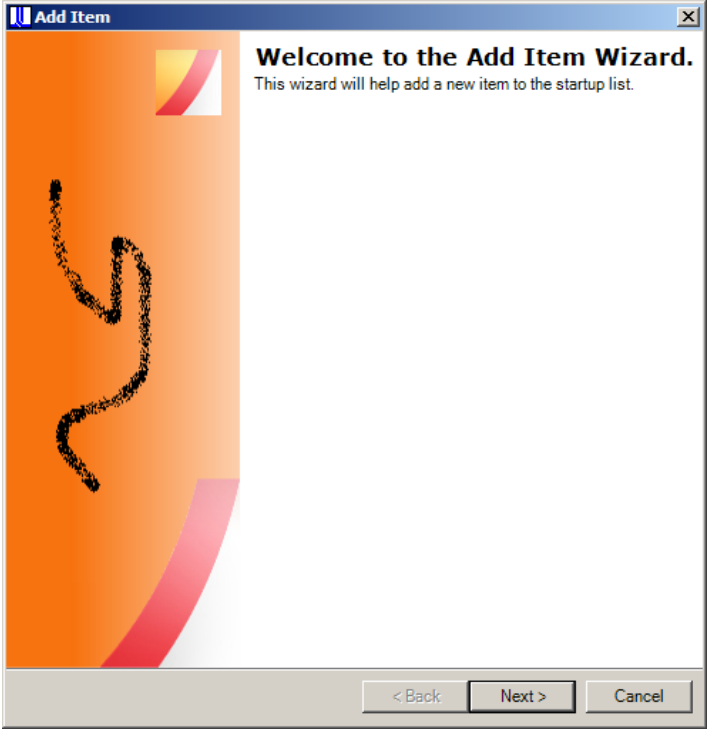 Add Item
Welcome to the Add Item Wizard.
This wizard will help add a new item to the startup list.
< Back
Next >
Cancel